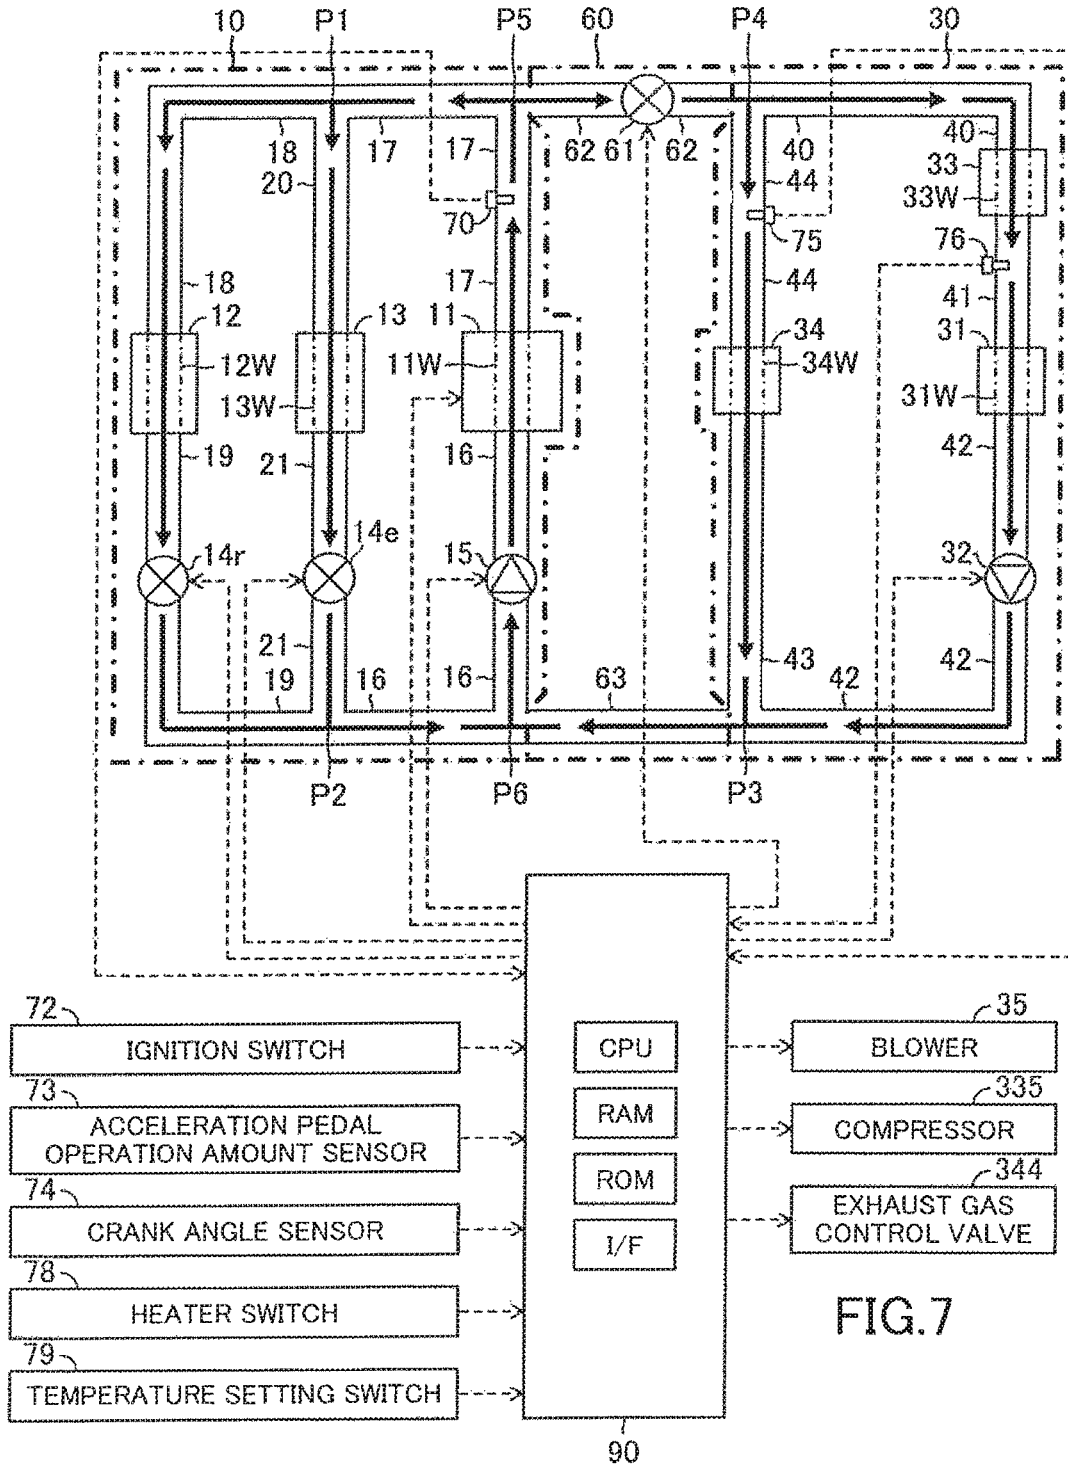 10 P1 P5 60 P4 30
18 17 17 62 61 62 40 40
20 44 33
33W
70 75 76
18 17 44 41
12 13 11 34 31
12W 11W 34W
13W 31W
19 21 16 42
14r 14e 15 32
21 16 43 42
19 16 63 42
P2 P6 P3
72
IGNITION SWITCH
73
ACCELERATION PEDAL
OPERATION AMOUNT SENSOR
74
CRANK ANGLE SENSOR
78
HEATER SWITCH
79
TEMPERATURE SETTING SWITCH
CPU
RAM
ROM
I/F
90
35
BLOWER
335
COMPRESSOR
344
EXHAUST GAS
CONTROL VALVE
FIG.7